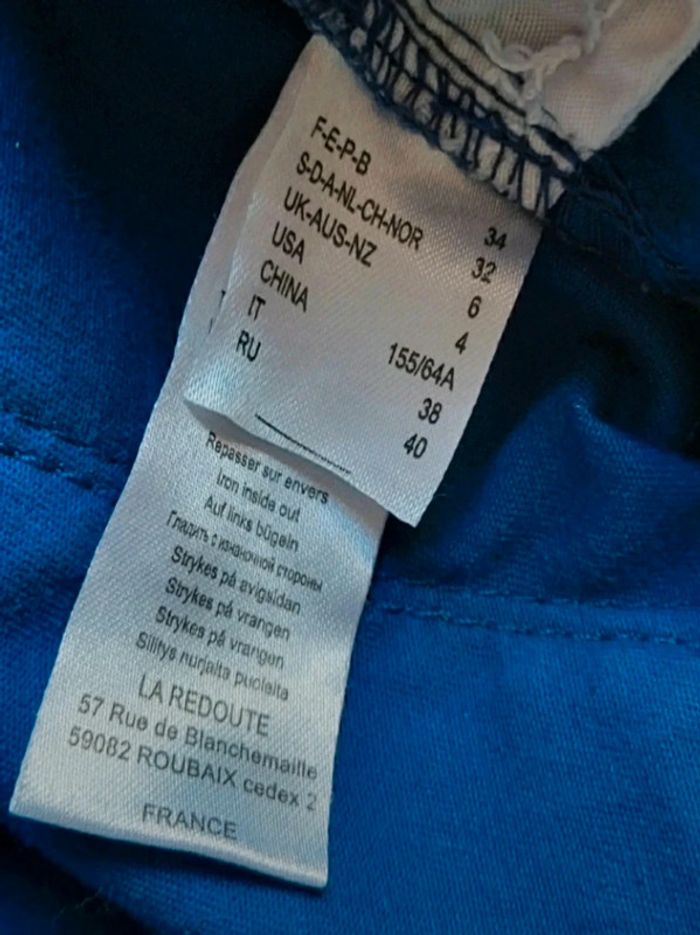 F-E-P-B 34
S-D-A-NL-CH-NOR 32
UK-AUS-NZ 6
USA 4
CHINA 155/64A
IT 38
RU 40
Repasser sur envers
Iron inside out
Auf links bügeln
Гладить с изнаночной стороны
Strykes på avigsidan
Strykes på vrangen
Strykes på vrangen
Silitys nurjalta puolelta
LA REDOUTE
57 Rue de Blanchemaille
59082 ROUBAIX cedex 2
FRANCE